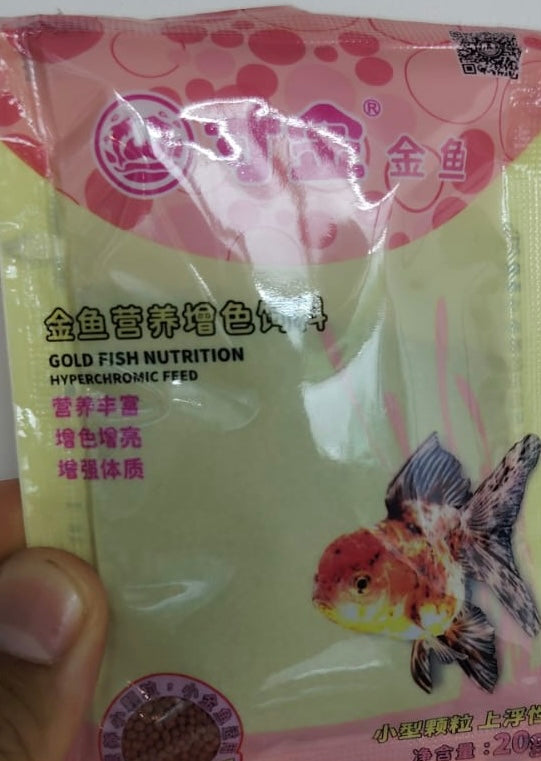 ®
金鱼
金鱼营养增色饲料
GOLD FISH NUTRITION
HYPERCHROMIC FEED
营养丰富
增色增亮
增强体质
小型颗粒 上浮性
净含量:20